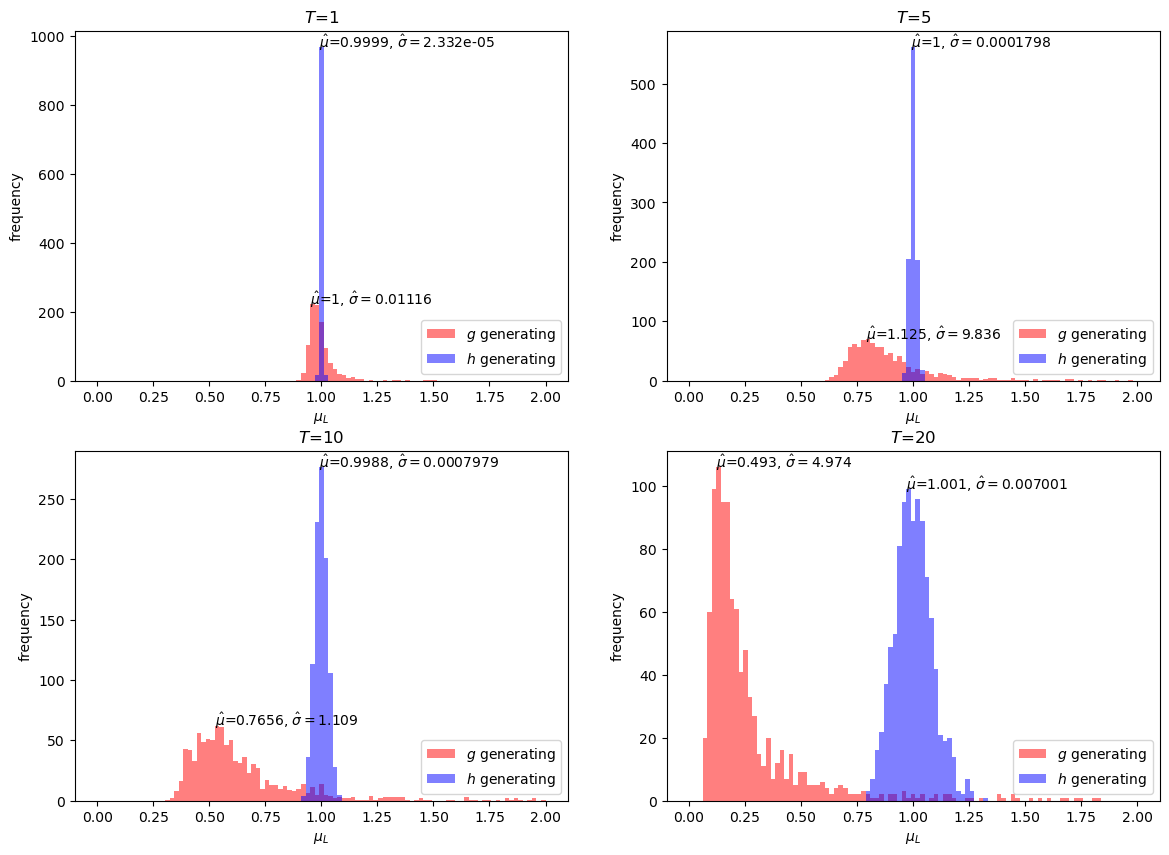 T=1
μ̂=0.9999, σ̂ = 2.332e-05
μ̂=1, σ̂ = 0.01116
1000
800
600
400
200
0
frequency
0.00 0.25 0.50 0.75 1.00 1.25 1.50 1.75 2.00
μ_L
g generating
h generating
T=5
μ̂=1, σ̂ = 0.0001798
μ̂=1.125, σ̂ = 9.836
500
400
300
200
100
0
frequency
0.00 0.25 0.50 0.75 1.00 1.25 1.50 1.75 2.00
μ_L
g generating
h generating
T=10
μ̂=0.9988, σ̂ = 0.0007979
μ̂=0.7656, σ̂ = 1.109
250
200
150
100
50
0
frequency
0.00 0.25 0.50 0.75 1.00 1.25 1.50 1.75 2.00
μ_L
g generating
h generating
T=20
μ̂=0.493, σ̂ = 4.974
μ̂=1.001, σ̂ = 0.007001
100
80
60
40
20
0
frequency
0.00 0.25 0.50 0.75 1.00 1.25 1.50 1.75 2.00
μ_L
g generating
h generating